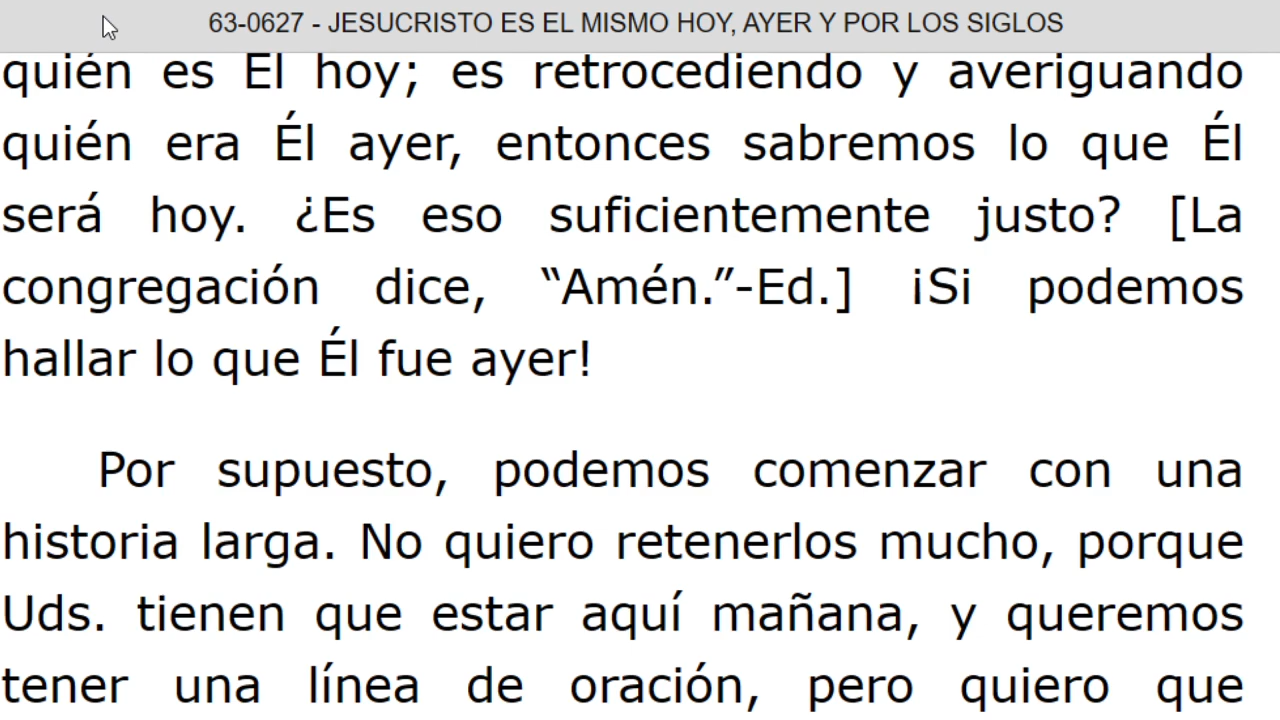 63-0627 - JESUCRISTO ES EL MISMO HOY, AYER Y POR LOS SIGLOS
quién es Él hoy; es retrocediendo y averiguando
quién era Él ayer, entonces sabremos lo que Él
será hoy. ¿Es eso suficientemente justo? [La
congregación dice, “Amén.”-Ed.] ¡Si podemos
hallar lo que Él fue ayer!
Por supuesto, podemos comenzar con una
historia larga. No quiero retenerlos mucho, porque
Uds. tienen que estar aquí mañana, y queremos
tener una línea de oración, pero quiero que